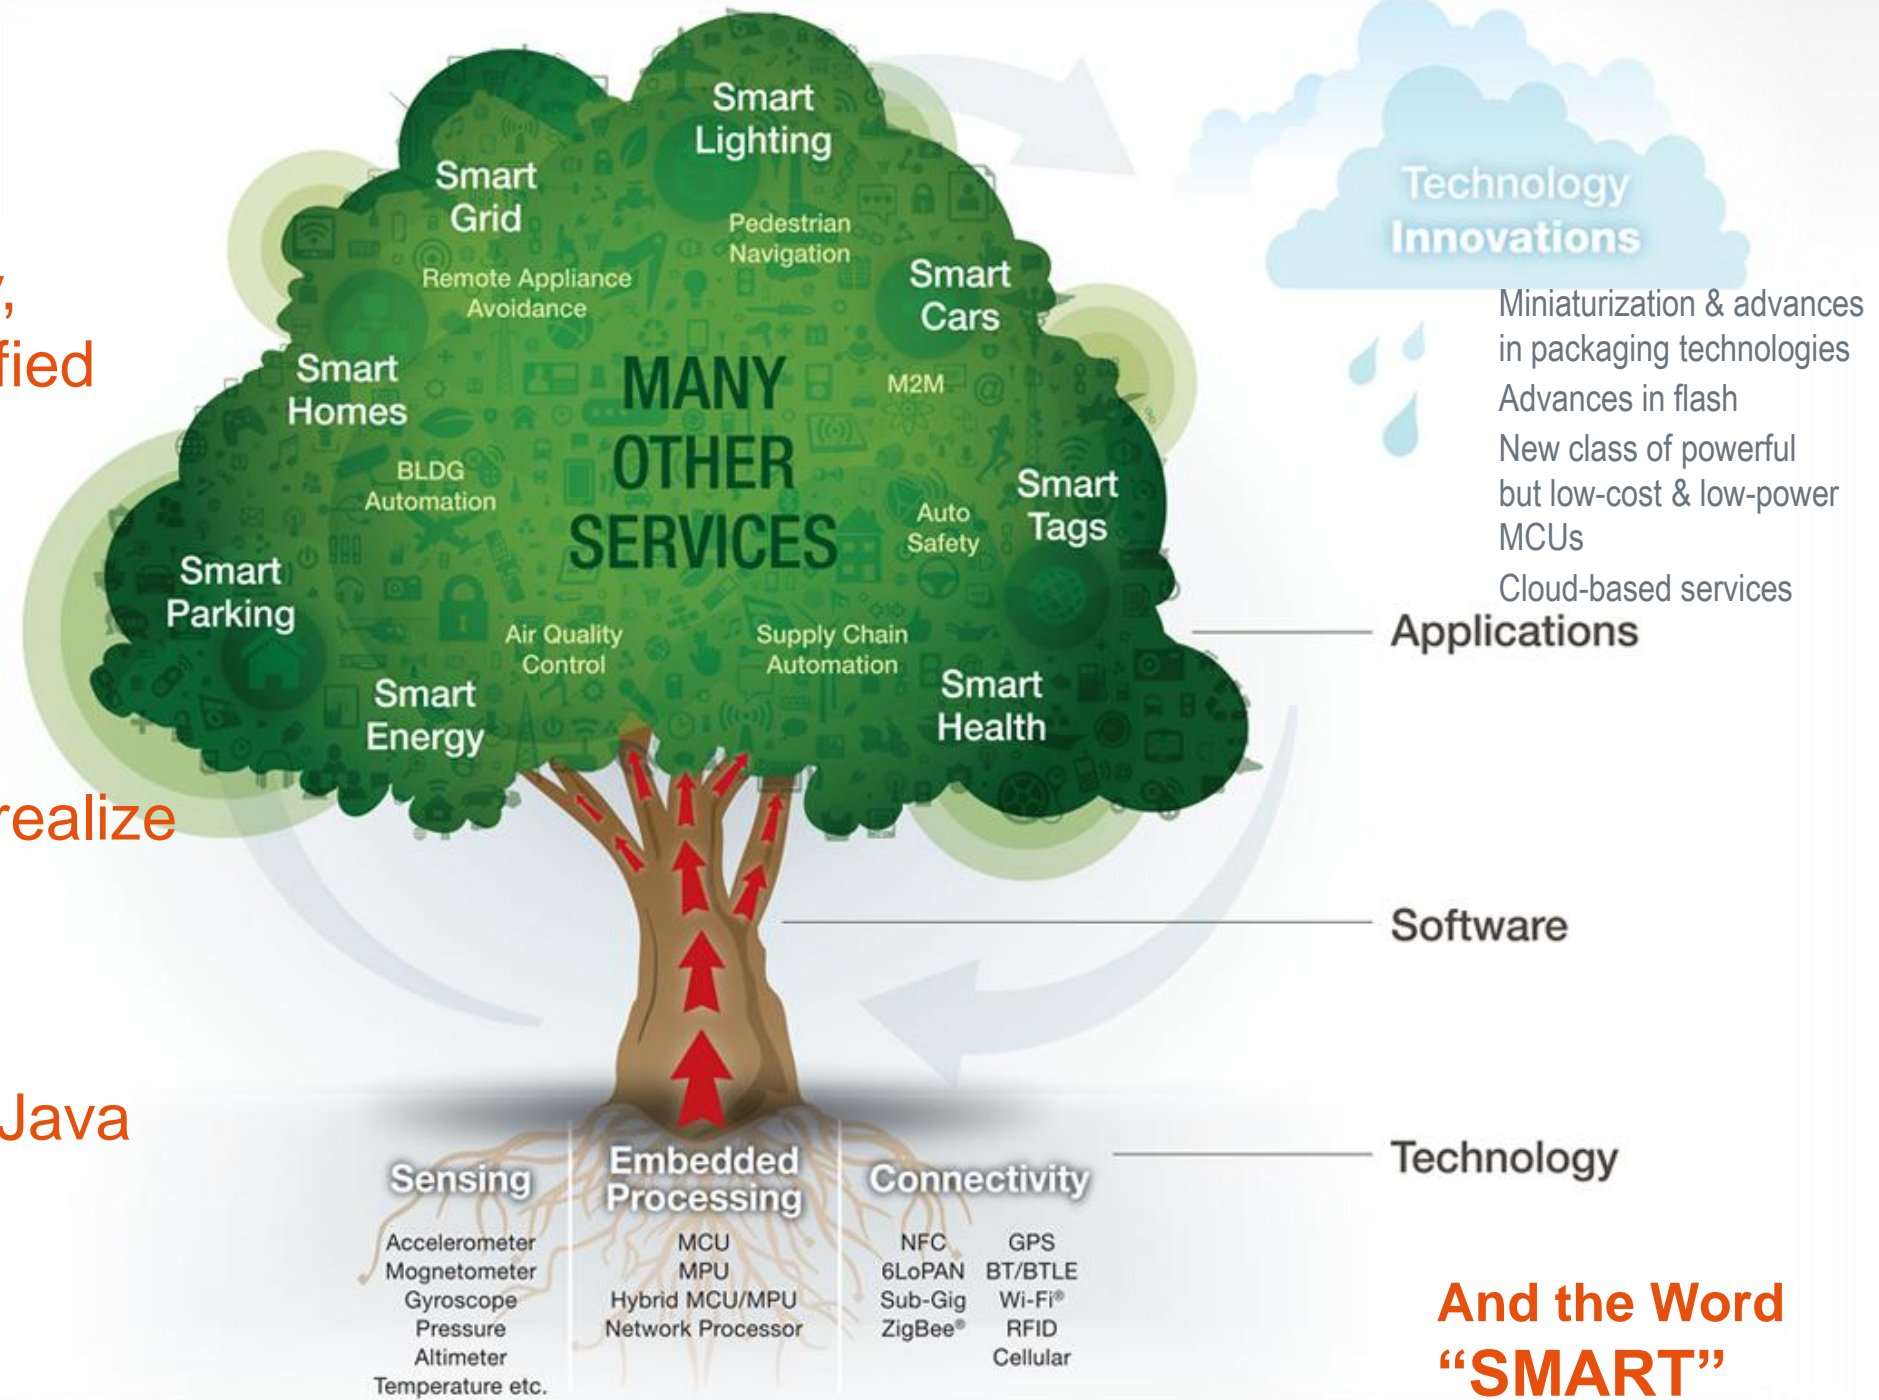 Smart
Lighting
Smart
Grid
Pedestrian
Navigation
Remote Appliance
Avoidance
Smart
Cars
Smart
Homes
MANY
OTHER
SERVICES
M2M
BLDG
Automation
Smart
Tags
Auto
Safety
Smart
Parking
Air Quality
Control
Supply Chain
Automation
Smart
Energy
Smart
Health
Technology
Innovations
Miniaturization & advances
in packaging technologies
Advances in flash
New class of powerful
but low-cost & low-power
MCUs
Cloud-based services
Applications
Software
Technology
realize
Java
Sensing
Accelerometer
Mognetometer
Gyroscope
Pressure
Altimeter
Temperature etc.
Embedded
Processing
MCU
MPU
Hybrid MCU/MPU
Network Processor
Connectivity
NFC GPS
6LoPAN BT/BTLE
Sub-Gig Wi-Fi®
ZigBee® RFID
Cellular
And the Word
“SMART”